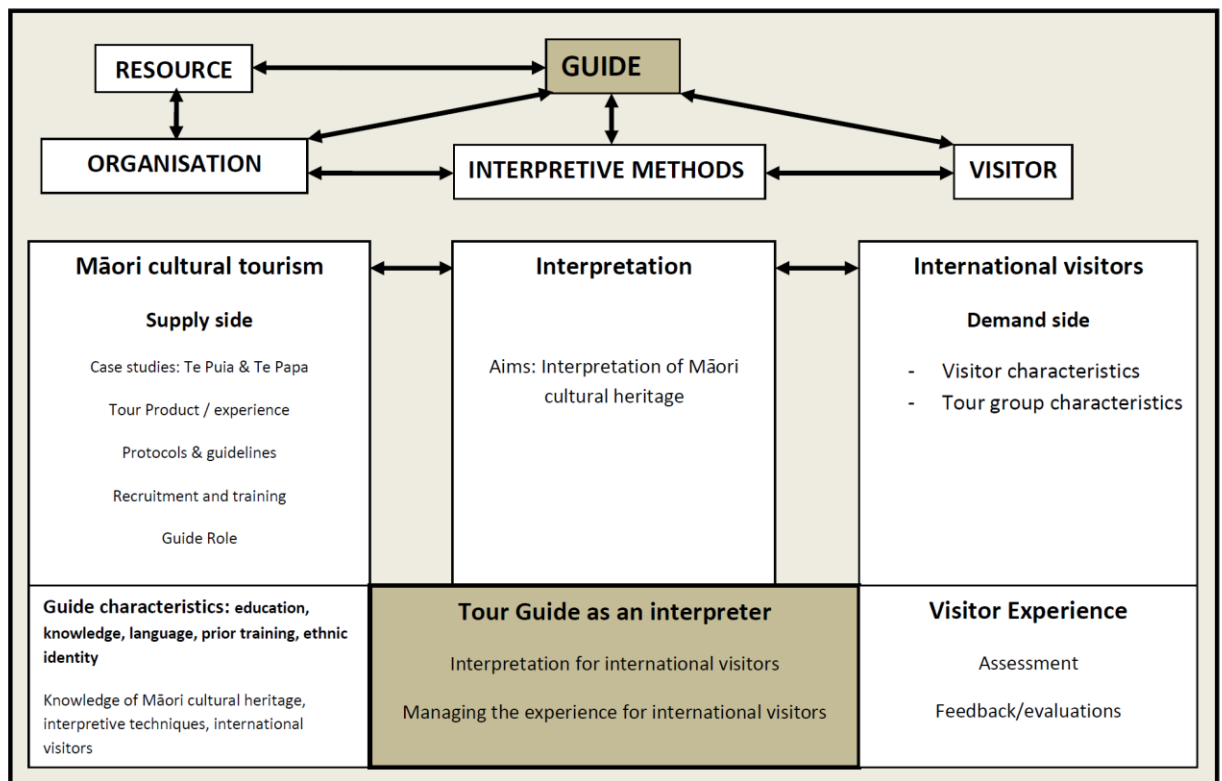 RESOURCE
GUIDE
ORGANISATION
INTERPRETIVE METHODS
VISITOR
Māori cultural tourism
Supply side
Case studies: Te Puia & Te Papa
Tour Product / experience
Protocols & guidelines
Recruitment and training
Guide Role
Interpretation
Aims: Interpretation of Māori
cultural heritage
International visitors
Demand side
- Visitor characteristics
- Tour group characteristics
Guide characteristics: education,
knowledge, language, prior training, ethnic
identity
Knowledge of Māori cultural heritage,
interpretive techniques, international
visitors
Tour Guide as an interpreter
Interpretation for international visitors
Managing the experience for international visitors
Visitor Experience
Assessment
Feedback/evaluations